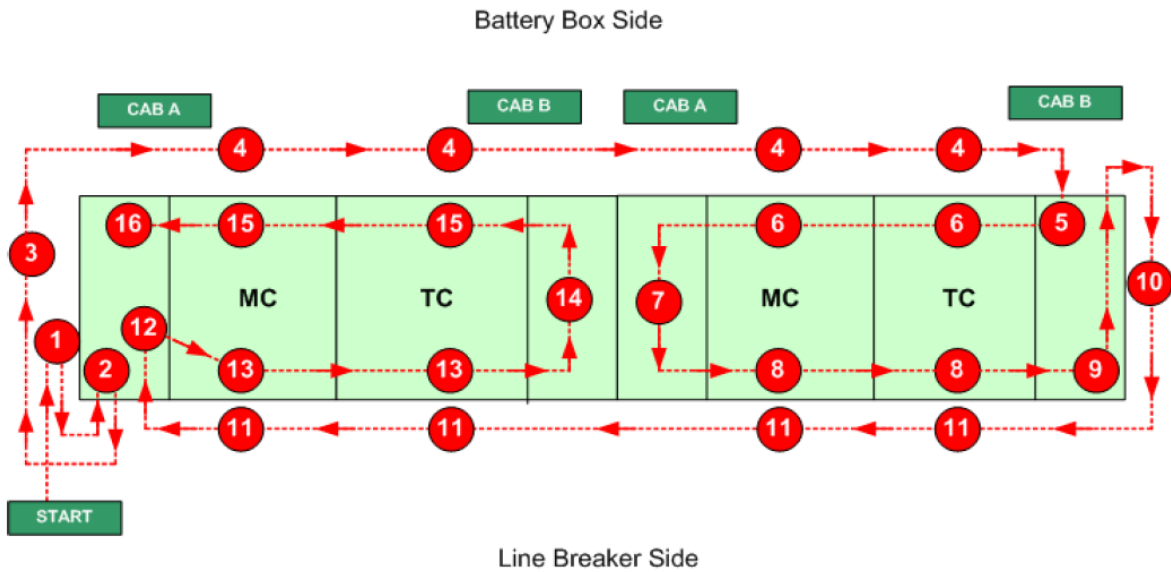 Battery Box Side
CAB A
CAB B
CAB A
CAB B
4
4
4
4
16
15
15
6
6
5
3
MC
TC
14
7
MC
TC
10
1
12
2
13
13
8
8
9
11
11
11
11
START
Line Breaker Side